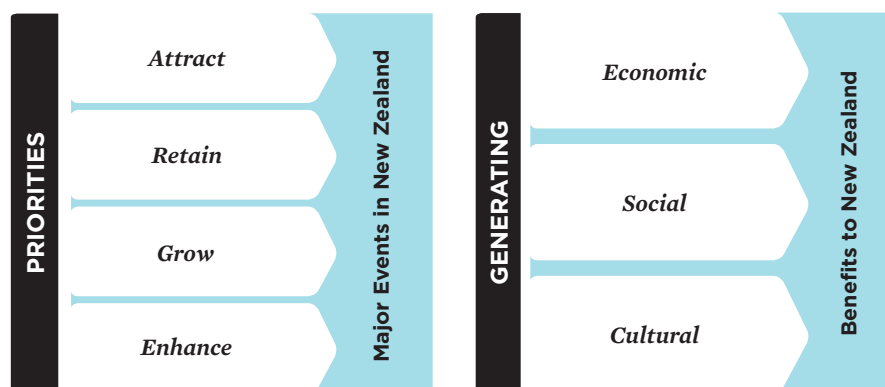 PRIORITIES
Attract
Retain
Grow
Enhance
Major Events in New Zealand
GENERATING
Economic
Social
Cultural
Benefits to New Zealand